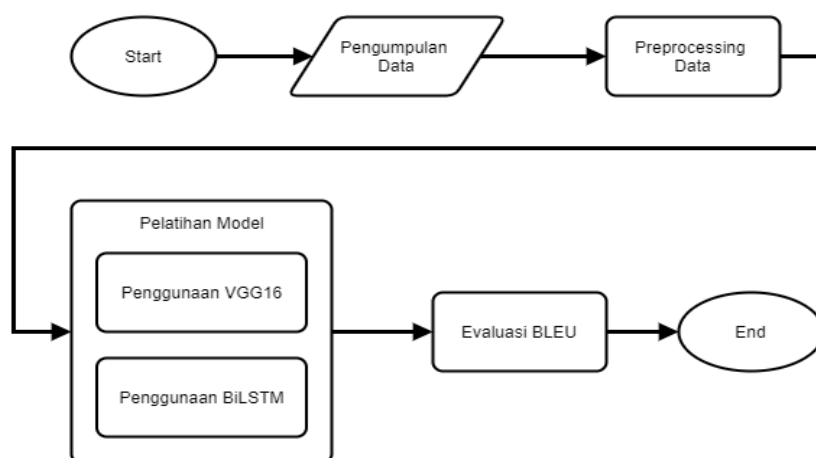 Start
Pengumpulan
Data
Preprocessing
Data
Pelatihan Model
Penggunaan VGG16
Penggunaan BiLSTM
Evaluasi BLEU
End